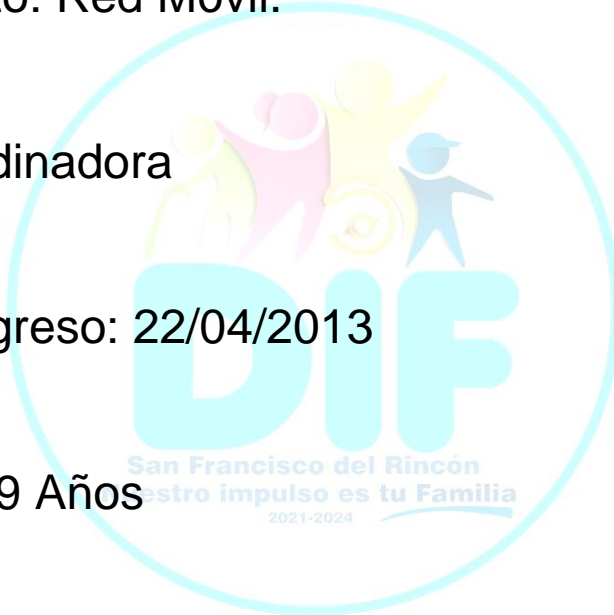 o: Red Móvil.
dinadora
greso: 22/04/2013
DIF
San Francisco del Rincón
9 Años
estro impulso es tu Familia
2021-2024